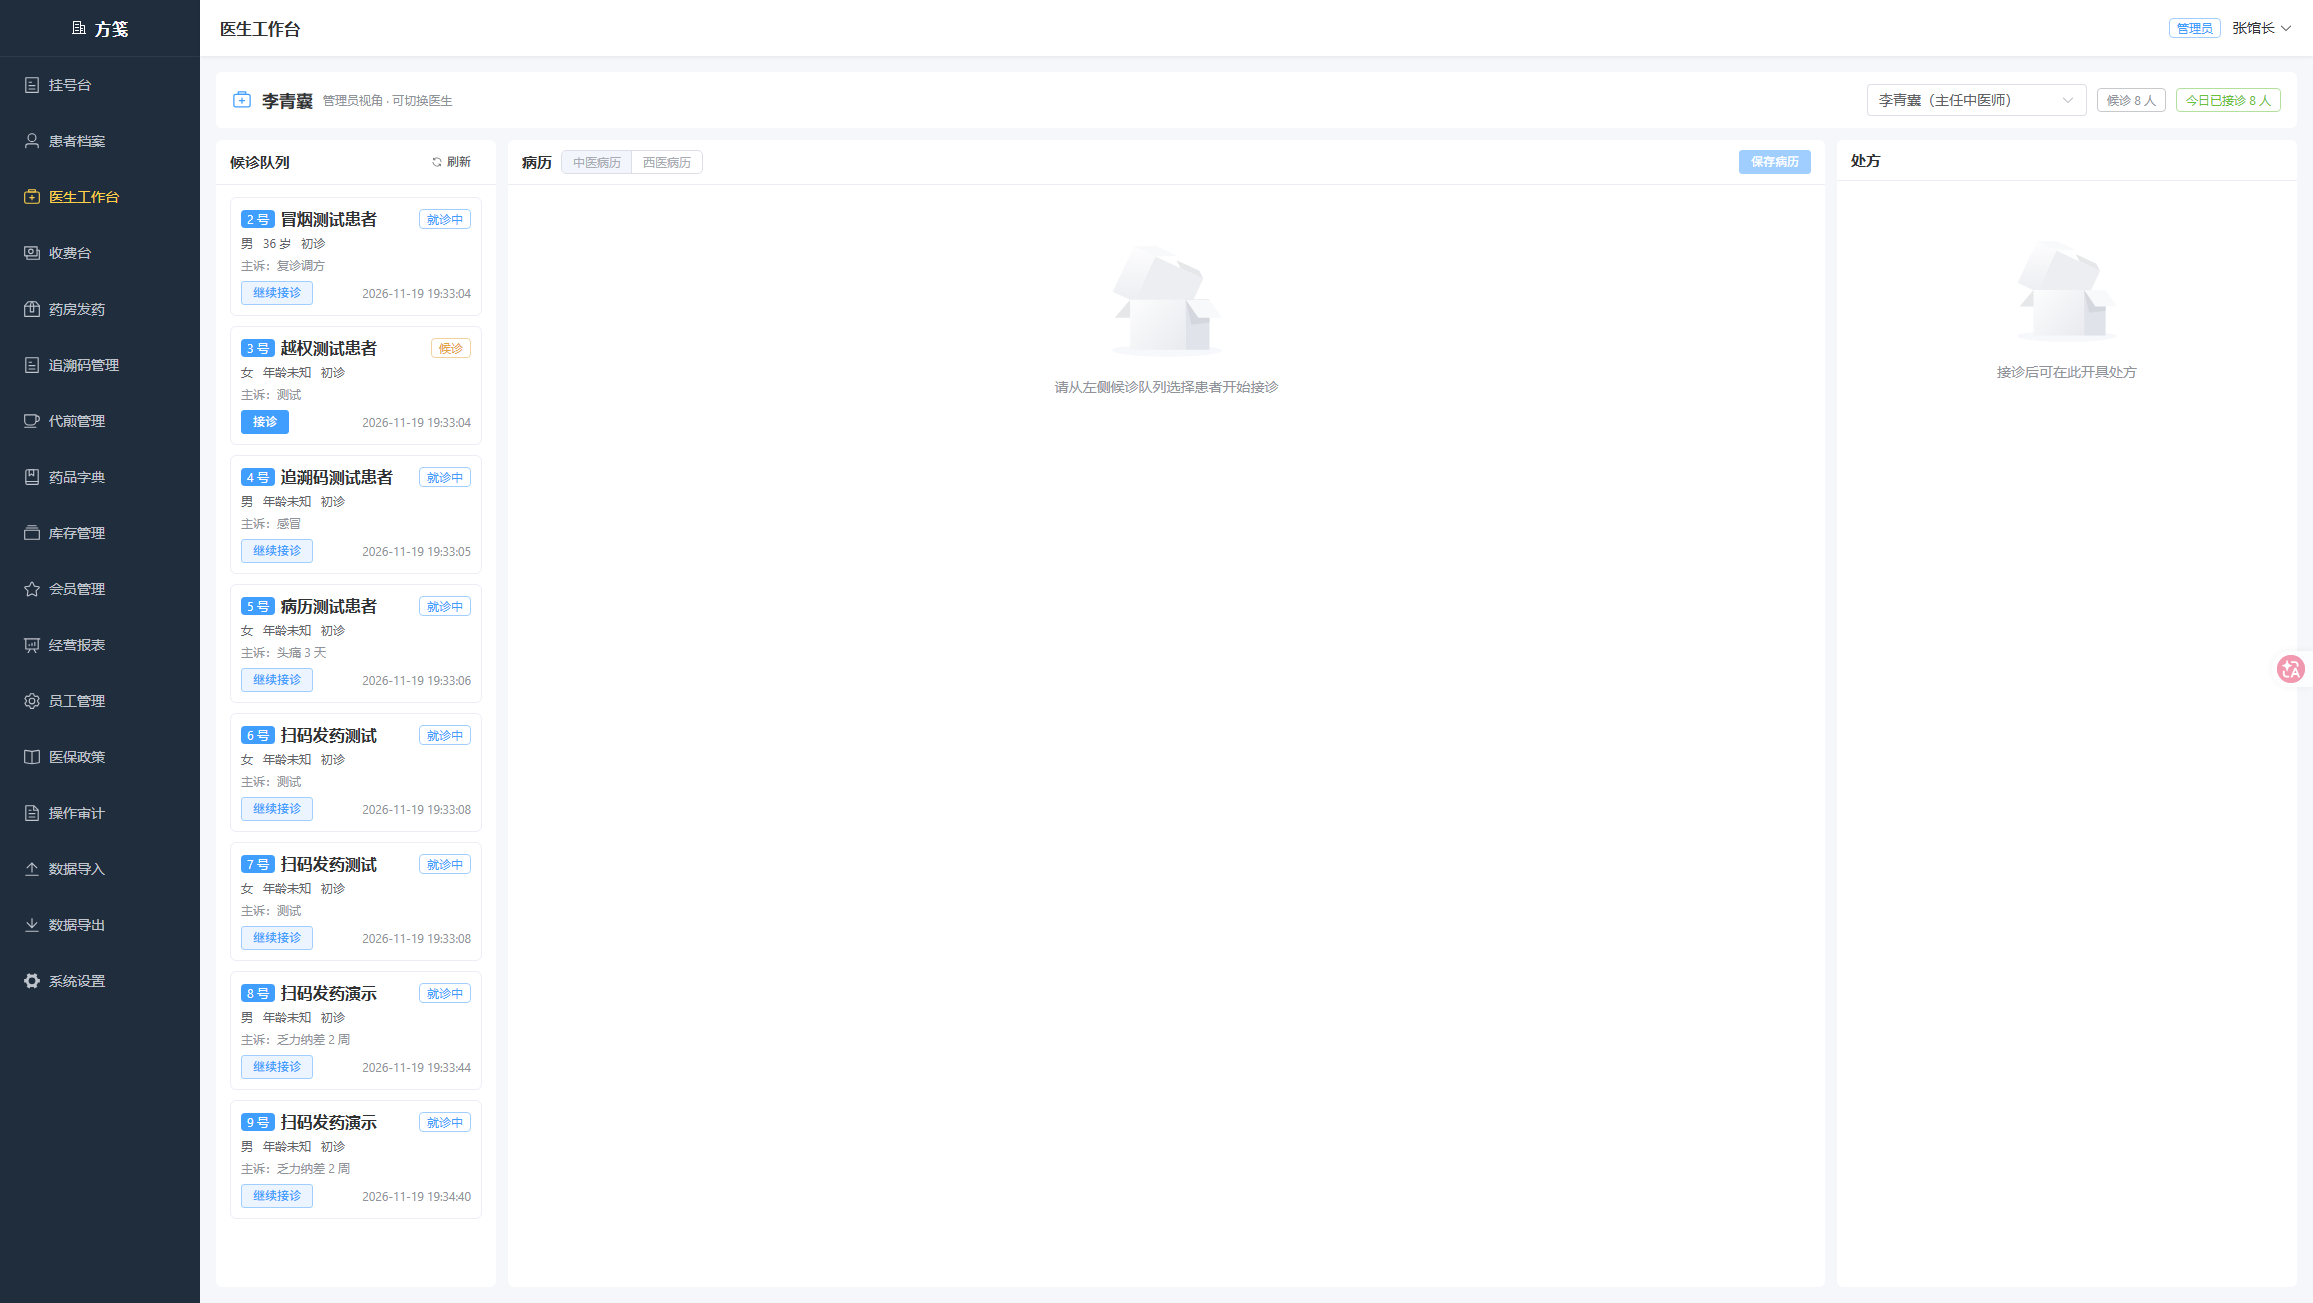 方笺
挂号台
患者档案
医生工作台
收费台
药房发药
追溯码管理
代煎管理
药品字典
库存管理
会员管理
经营报表
员工管理
医保政策
操作审计
数据导入
数据导出
系统设置
医生工作台
管理员 张馆长
李青囊 管理员视角 · 可切换医生
李青囊（主任中医师） 候诊 8 人 今日已接诊 8 人
候诊队列 刷新
2 号 冒烟测试患者 就诊中
男 36 岁 初诊
主诉：复诊调方
继续接诊 2026-11-19 19:33:04
3 号 越权测试患者 候诊
女 年龄未知 初诊
主诉：测试
接诊 2026-11-19 19:33:04
4 号 追溯码测试患者 就诊中
男 年龄未知 初诊
主诉：感冒
继续接诊 2026-11-19 19:33:05
5 号 病历测试患者 就诊中
女 年龄未知 初诊
主诉：头痛 3 天
继续接诊 2026-11-19 19:33:06
6 号 扫码发药测试 就诊中
女 年龄未知 初诊
主诉：测试
继续接诊 2026-11-19 19:33:08
7 号 扫码发药测试 就诊中
女 年龄未知 初诊
主诉：测试
继续接诊 2026-11-19 19:33:08
8 号 扫码发药演示 就诊中
男 年龄未知 初诊
主诉：乏力纳差 2 周
继续接诊 2026-11-19 19:33:44
9 号 扫码发药演示 就诊中
男 年龄未知 初诊
主诉：乏力纳差 2 周
继续接诊 2026-11-19 19:34:40
病历 中医病历 西医病历 保存病历
请从左侧候诊队列选择患者开始接诊
处方
接诊后可在此开具处方